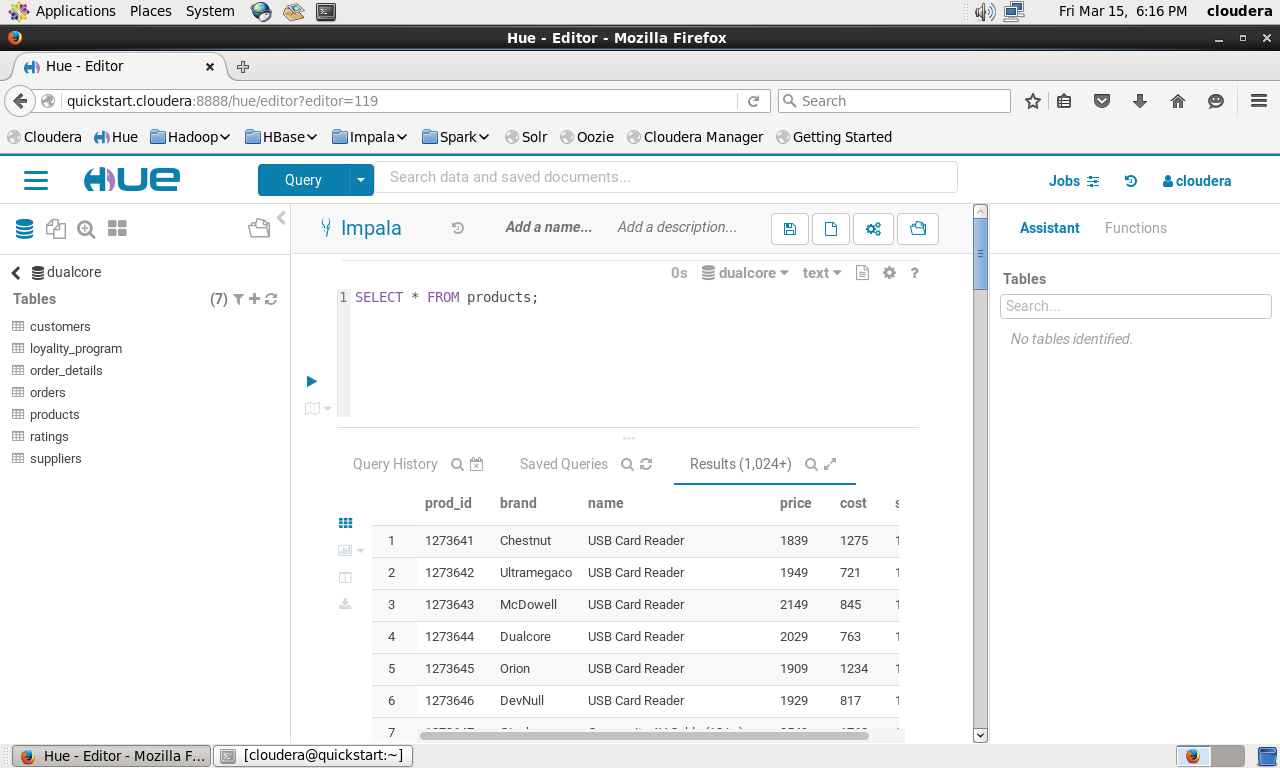 Applications Places System Fri Mar 15, 6:16 PM cloudera
Hue - Editor - Mozilla Firefox
Hue - Editor
quickstart.cloudera:8888/hue/editor?editor=119 Search
Cloudera Hue Hadoop HBase Impala Spark Solr Oozie Cloudera Manager Getting Started
HUE Query Search data and saved documents... Jobs cloudera
Impala Add a name... Add a description... Assistant Functions
dualcore
0s dualcore text ?
Tables
Tables (7)
1 SELECT * FROM products;
Search...
No tables identified.
customers
loyality_program
order_details
orders
products
ratings
suppliers
Query History Saved Queries Results (1,024+)
prod_id brand name price cost s
1 1273641 Chestnut USB Card Reader 1839 1275 1
2 1273642 Ultramegaco USB Card Reader 1949 721 1
3 1273643 McDowell USB Card Reader 2149 845 1
4 1273644 Dualcore USB Card Reader 2029 763 1
5 1273645 Orion USB Card Reader 1909 1234 1
6 1273646 DevNull USB Card Reader 1929 817 1
7
Hue - Editor - Mozilla F... [cloudera@quickstart:~]